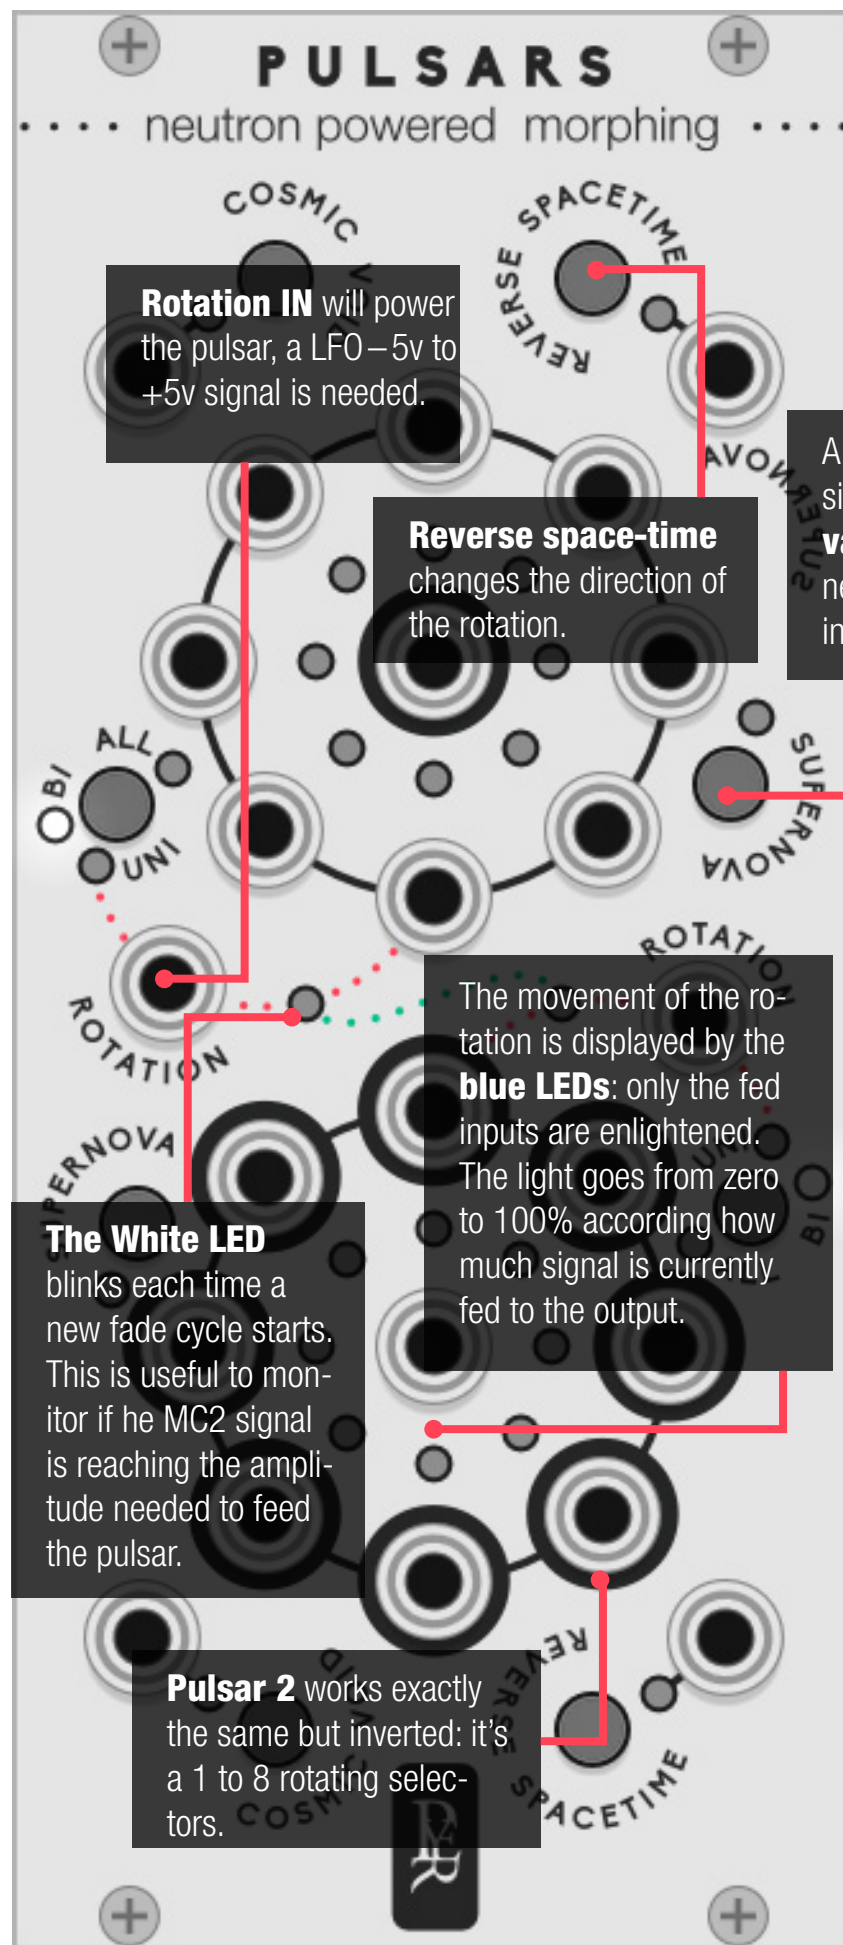 PULSARS
neutron powered morphing
COSMIC
REVERSE SPACETIME
Rotation IN will power
the pulsar, a LFO –5v to
+5v signal is needed.
SUPERNOVA
A
Reverse space-time
changes the direction of
the rotation.
ALL
BI
UNI
SUPERNOVA
ROTATION
ROTATION
The movement of the ro-
tation is displayed by the
blue LEDs: only the fed
inputs are enlightened.
The light goes from zero
to 100% according how
much signal is currently
fed to the output.
UNI
BI
SUPERNOVA
The White LED
blinks each time a
new fade cycle starts.
This is useful to mon-
itor if he MC2 signal
is reaching the ampli-
tude needed to feed
the pulsar.
Pulsar 2 works exactly
the same but inverted: it's
a 1 to 8 rotating selec-
tors.
REVERSE SPACETIME
COSMIC VOID